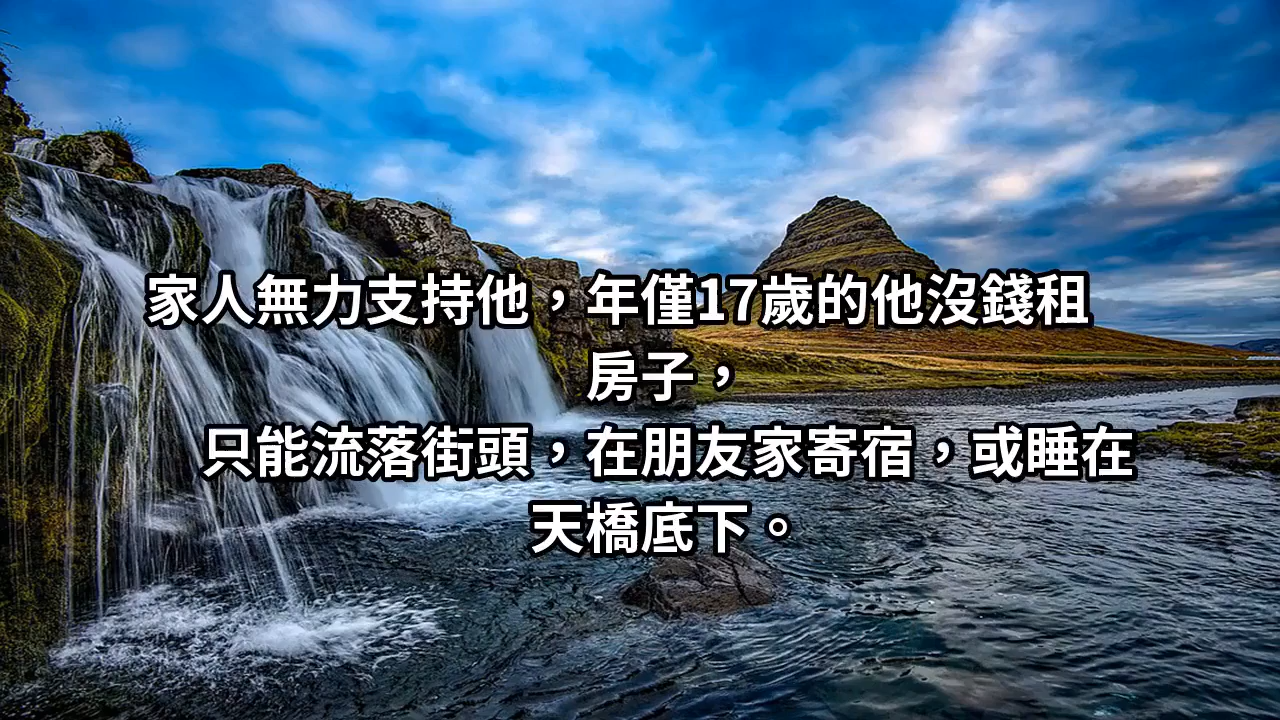 家人無力支持他，年僅17歲的他沒錢租
房子，
只能流落街頭，在朋友家寄宿，或睡在
天橋底下。